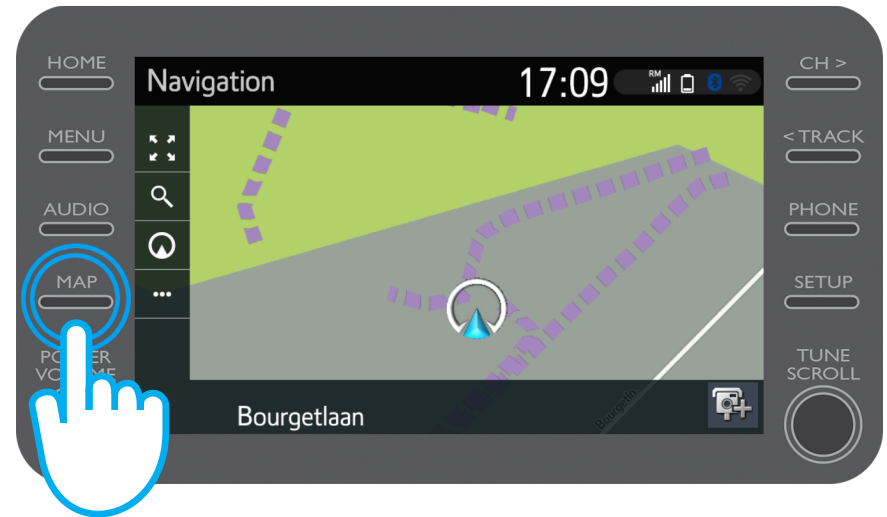 HOME
CH >
Navigation
17:09
RM
MENU
< TRACK
AUDIO
PHONE
MAP
SETUP
TUNE
SCROLL
Bourgetlaan